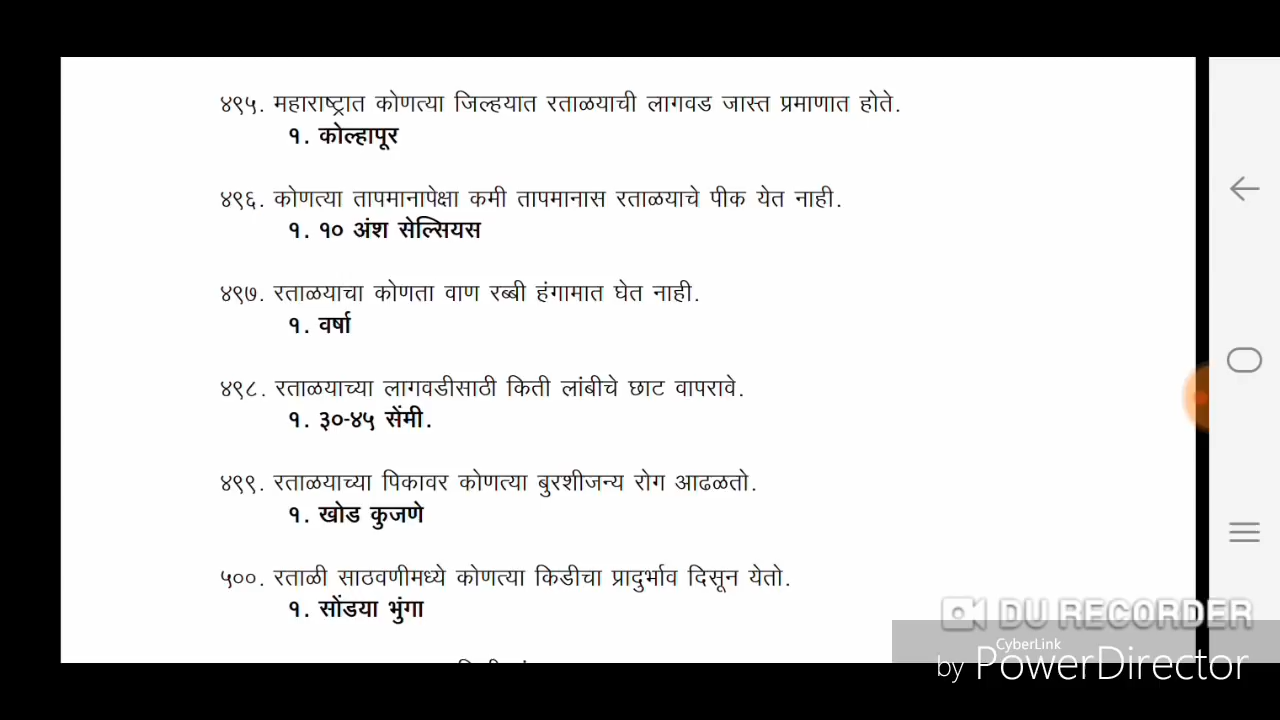 ४९५. महाराष्ट्रात कोणत्या जिल्हयात रताळयाची लागवड जास्त प्रमाणात होते.
१. कोल्हापूर
४९६. कोणत्या तापमानापेक्षा कमी तापमानास रताळयाचे पीक येत नाही.
१. १० अंश सेल्सियस
४९७. रताळयाचा कोणता वाण रब्बी हंगामात घेत नाही.
१. वर्षा
४९८. रताळयाच्या लागवडीसाठी किती लांबीचे छाट वापरावे.
१. ३०-४५ सेंमी.
४९९. रताळयाच्या पिकावर कोणत्या बुरशीजन्य रोग आढळतो.
१. खोड कुजणे
५००. रताळी साठवणीमध्ये कोणत्या किडीचा प्रादुर्भाव दिसून येतो.
१. सोंडया भुंगा
DU RECORDER
CyberLink
by PowerDirector